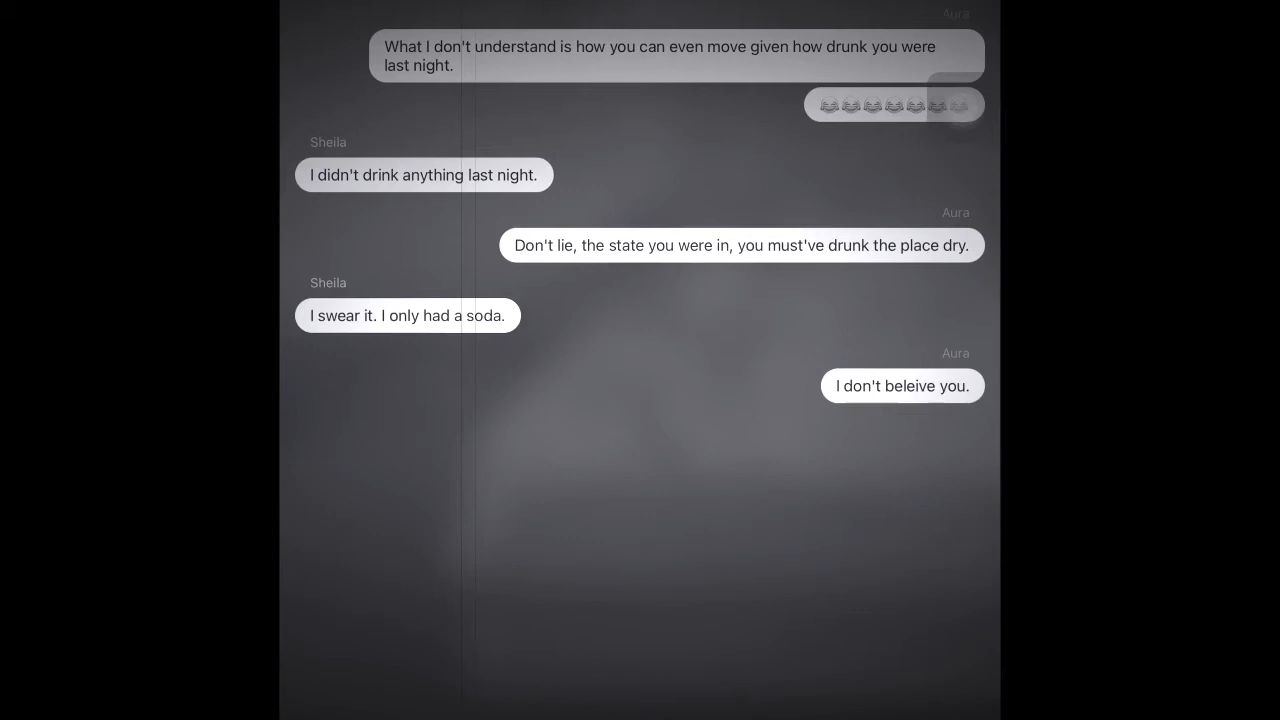 Aura
What I don't understand is how you can even move given how drunk you were
last night.
😂😂😂😂😂😂😂
Sheila
I didn't drink anything last night.
Aura
Don't lie, the state you were in, you must've drunk the place dry.
Sheila
I swear it. I only had a soda.
Aura
I don't beleive you.